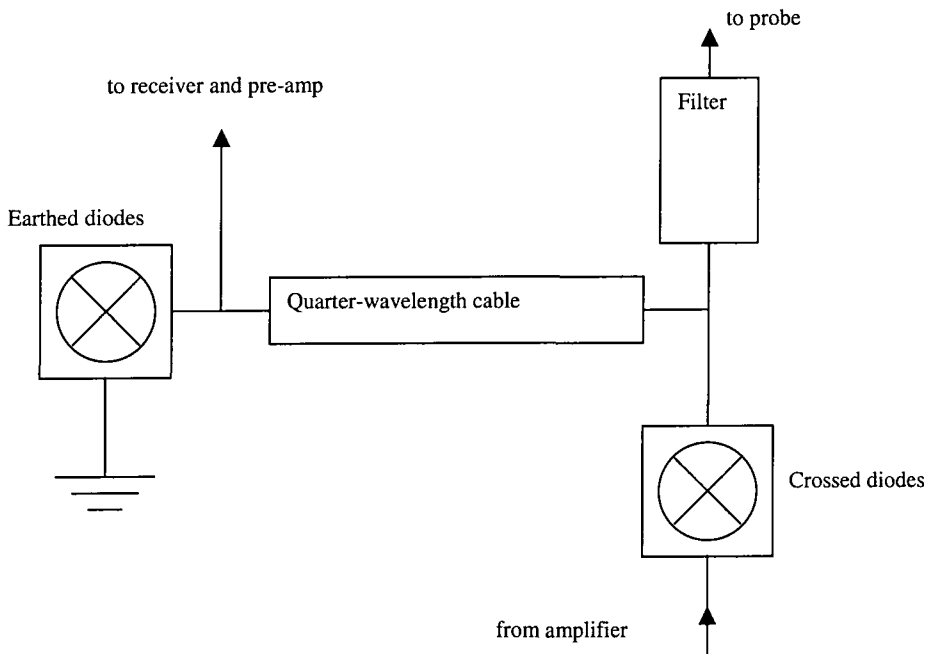 to probe
to receiver and pre-amp
Filter
Earthed diodes
Quarter-wavelength cable
Crossed diodes
from amplifier